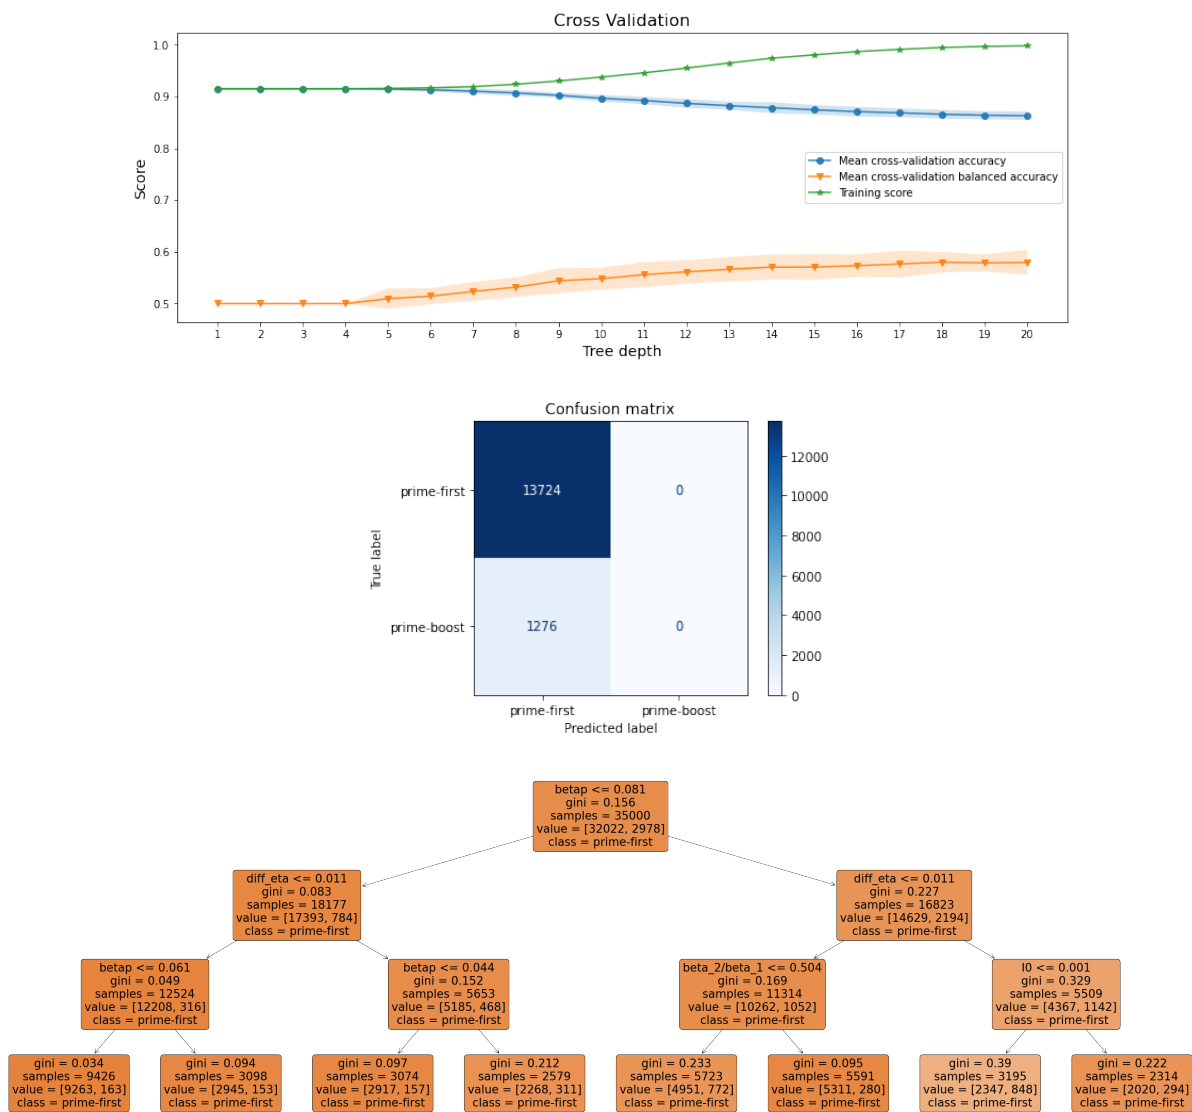 Cross Validation
1.0
0.9
0.8
0.7
0.6
0.5
Score
Mean cross-validation accuracy
Mean cross-validation balanced accuracy
Training score
1 2 3 4 5 6 7 8 9 10 11 12 13 14 15 16 17 18 19 20
Tree depth
Confusion matrix
prime-first
prime-boost
True label
13724 0
1276 0
prime-first prime-boost
Predicted label
12000
10000
8000
6000
4000
2000
0
betap <= 0.081
gini = 0.156
samples = 35000
value = [32022, 2978]
class = prime-first
diff_eta <= 0.011
gini = 0.083
samples = 18177
value = [17393, 784]
class = prime-first
diff_eta <= 0.011
gini = 0.227
samples = 16823
value = [14629, 2194]
class = prime-first
betap <= 0.061
gini = 0.049
samples = 12524
value = [12208, 316]
class = prime-first
betap <= 0.044
gini = 0.152
samples = 5653
value = [5185, 468]
class = prime-first
beta_2/beta_1 <= 0.504
gini = 0.169
samples = 11314
value = [10262, 1052]
class = prime-first
I0 <= 0.001
gini = 0.329
samples = 5509
value = [4367, 1142]
class = prime-first
gini = 0.034
samples = 9426
value = [9263, 163]
class = prime-first
gini = 0.094
samples = 3098
value = [2945, 153]
class = prime-first
gini = 0.097
samples = 3074
value = [2917, 157]
class = prime-first
gini = 0.212
samples = 2579
value = [2268, 311]
class = prime-first
gini = 0.233
samples = 5723
value = [4951, 772]
class = prime-first
gini = 0.095
samples = 5591
value = [5311, 280]
class = prime-first
gini = 0.39
samples = 3195
value = [2347, 848]
class = prime-first
gini = 0.222
samples = 2314
value = [2020, 294]
class = prime-first